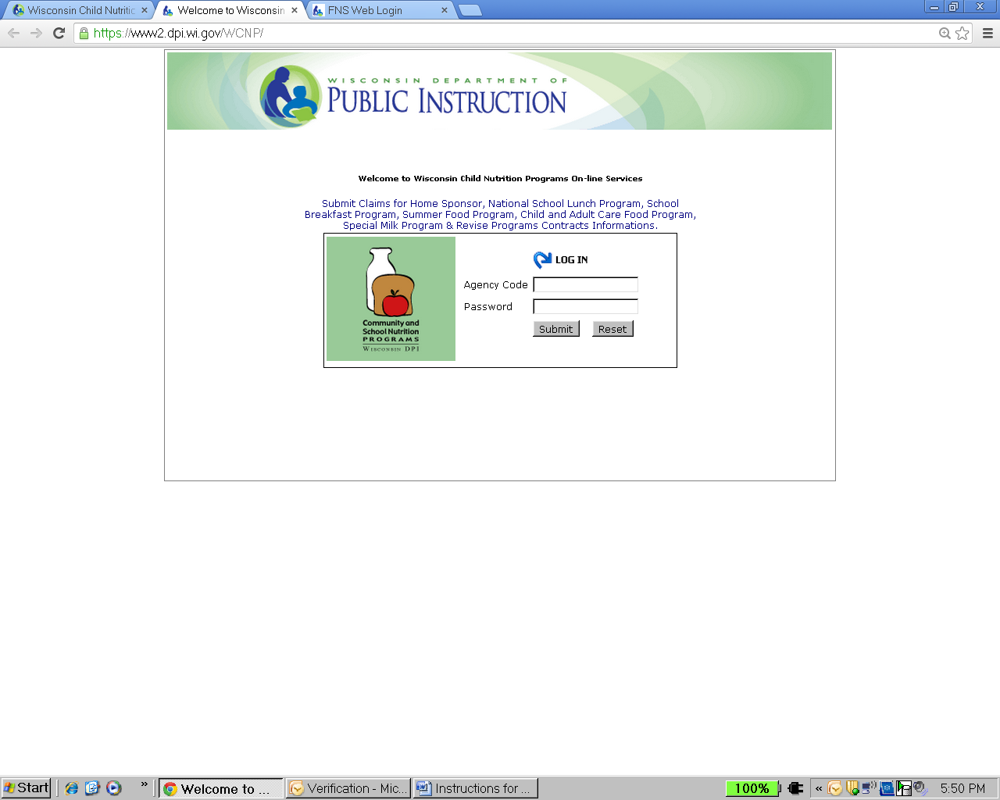 Wisconsin Child Nutritic
Welcome to Wisconsin
FNS Web Login
https://www2.dpi.wi.gov/WCNP/
WISCONSIN DEPARTMENT OF
PUBLIC INSTRUCTION
Welcome to Wisconsin Child Nutrition Programs On-line Services
Submit Claims for Home Sponsor, National School Lunch Program, School
Breakfast Program, Summer Food Program, Child and Adult Care Food Program,
Special Milk Program & Revise Programs Contracts Informations.
LOG IN
Agency Code
Password
Submit Reset
Community and
School Nutrition
PROGRAMS
WISCONSIN DPI
Start
Welcome to ...
Verification - Mic...
Instructions for ...
100%
5:50 PM